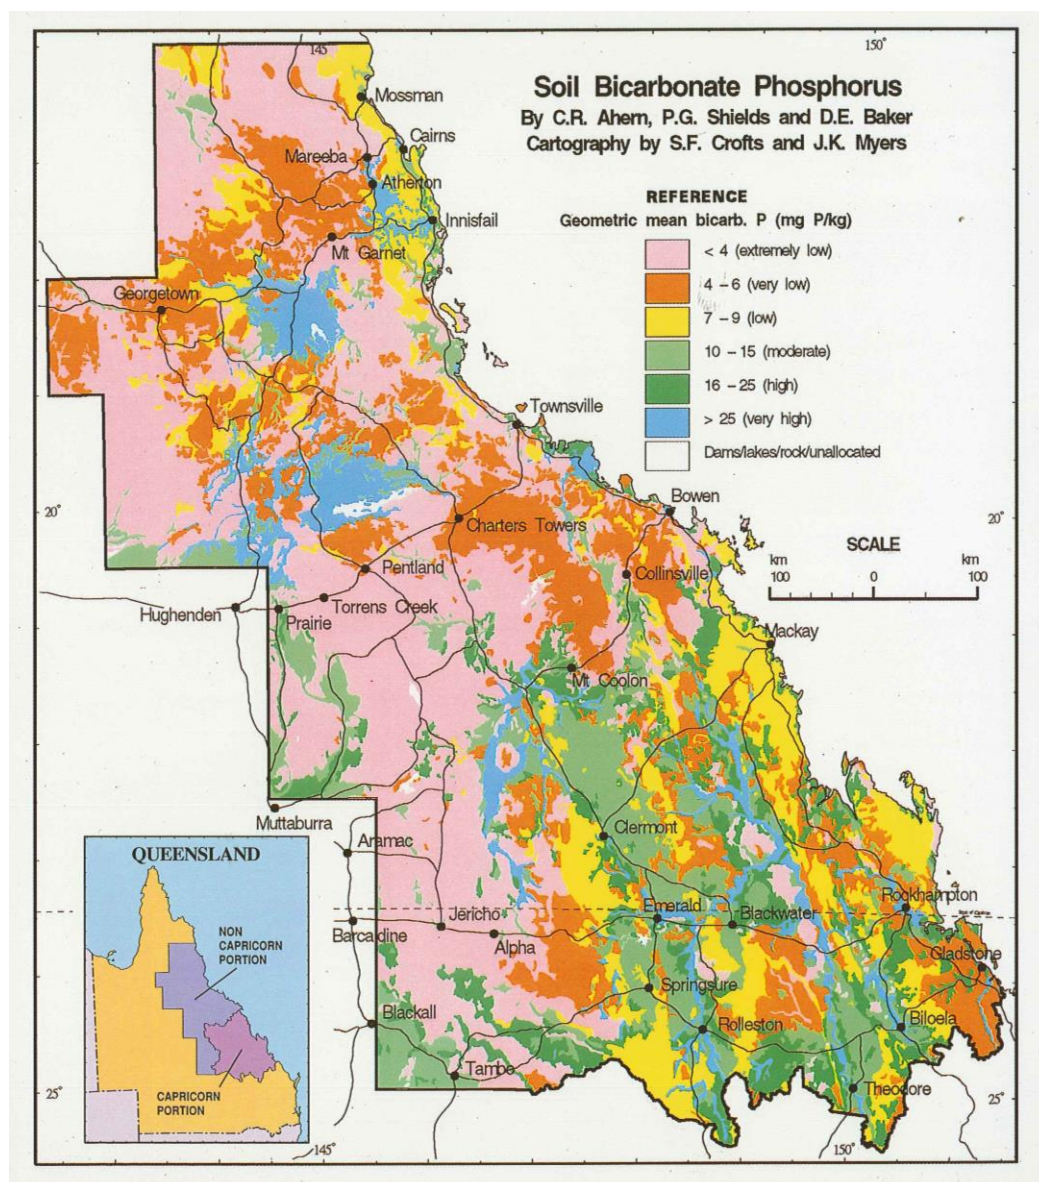 145°
150°
Soil Bicarbonate Phosphorus
By C.R. Ahern, P.G. Shields and D.E. Baker
Cartography by S.F. Crofts and J.K. Myers
REFERENCE
Geometric mean bicarb. P (mg P/kg)
< 4 (extremely low)
4 – 6 (very low)
7 – 9 (low)
10 – 15 (moderate)
16 – 25 (high)
> 25 (very high)
Dams/lakes/rock/unallocated
Mossman
Cairns
Mareeba
Atherton
Innisfail
Mt Garnet
Georgetown
Townsville
20°
Bowen
20°
Charters Towers
SCALE
km
100
0
km
100
Pentland
Collinsville
Hughenden
Prairie
Torrens Creek
Mackay
Mt Coolon
Muttaburra
Clermont
Aramac
QUEENSLAND
NON
CAPRICORN
PORTION
CAPRICORN
PORTION
Rockhampton
Barcaldine
Jericho
Alpha
Emerald
Blackwater
Gladstone
Springsure
Blackall
Rolleston
Biloela
Tambo
Theodore
25°
25°
145°
150°